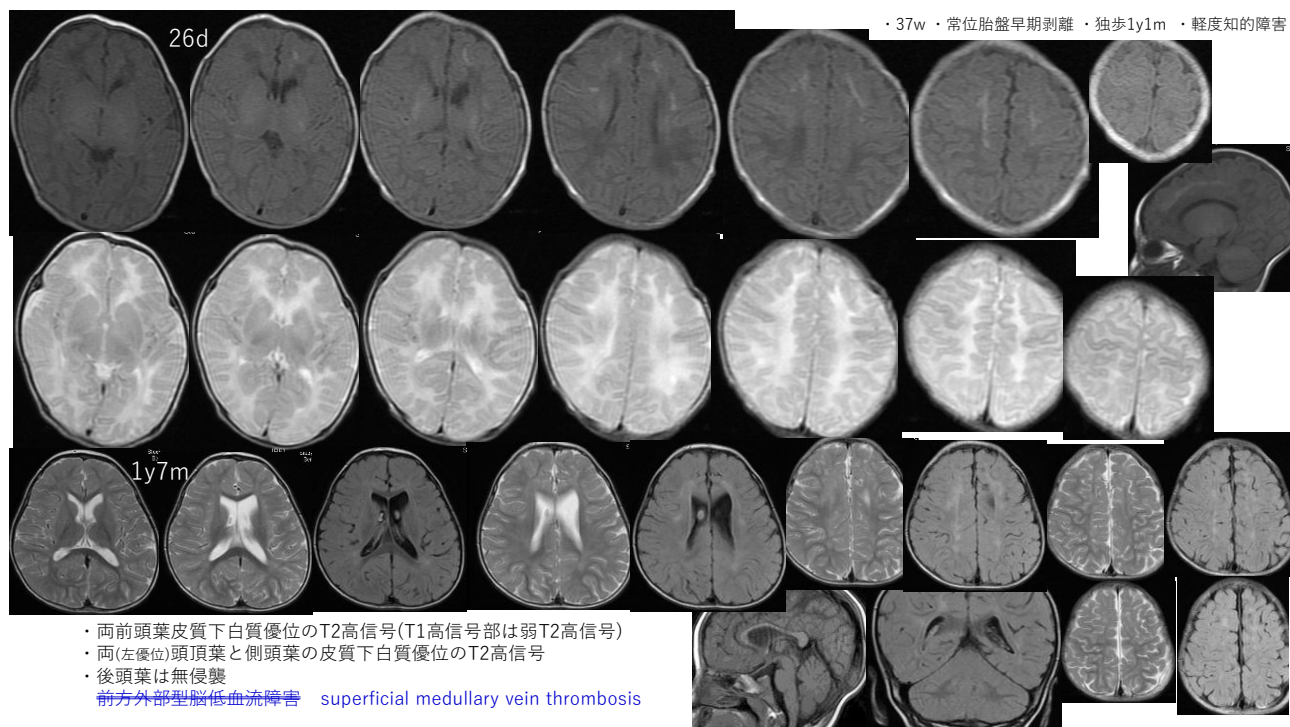 ・37w ・常位胎盤早期剥離 ・独歩1y1m ・軽度知的障害
26d
1y7m
・両前頭葉皮質下白質優位のT2高信号(T1高信号部は弱T2高信号)
・両(左優位)頭頂葉と側頭葉の皮質下白質優位のT2高信号
・後頭葉は無侵襲
前方外部型脳低血流障害 superficial medullary vein thrombosis